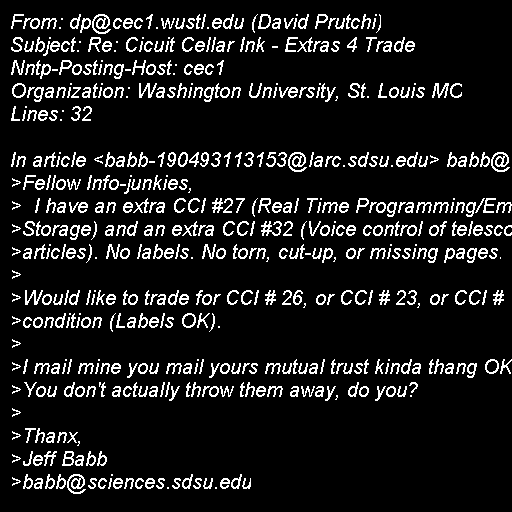 From: dp@cec1.wustl.edu (David Prutchi)
Subject: Re: Cicuit Cellar Ink - Extras 4 Trade
Nntp-Posting-Host: cec1
Organization: Washington University, St. Louis MO
Lines: 32

In article <babb-190493113153@larc.sdsu.edu> babb@
>Fellow Info-junkies,
>  I have an extra CCI #27 (Real Time Programming/Em
>Storage) and an extra CCI #32 (Voice control of telesco
>articles). No labels. No torn, cut-up, or missing pages.
>
>Would like to trade for CCI # 26, or CCI # 23, or CCI #
>condition (Labels OK).
>
>I mail mine you mail yours mutual trust kinda thang OK
>You don't actually throw them away, do you?
>
>Thanx,
>Jeff Babb
>babb@sciences.sdsu.edu